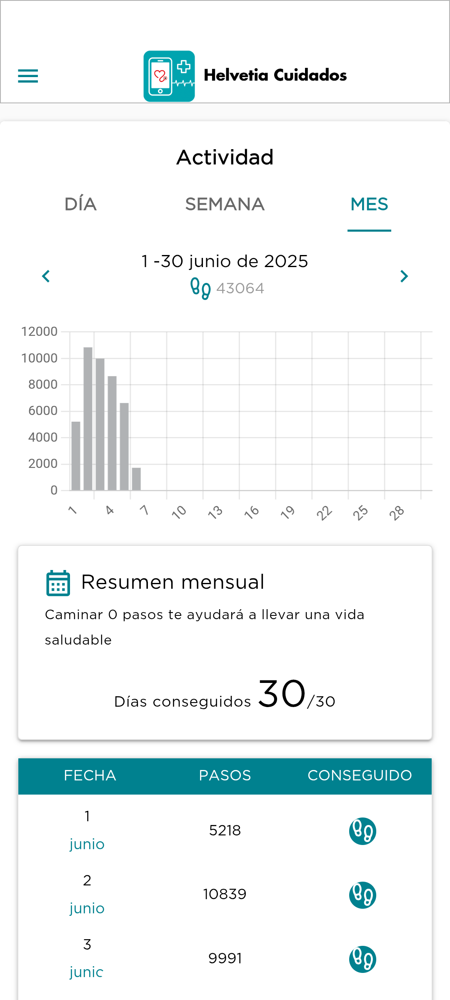 Helvetia Cuidados
Actividad
DÍA SEMANA MES
1 -30 junio de 2025
43064
12000
10000
8000
6000
4000
2000
0
1 4 7 10 13 16 19 22 25 28
Resumen mensual
Caminar 0 pasos te ayudará a llevar una vida
saludable
Días conseguidos 30/30
FECHA PASOS CONSEGUIDO
1
junio
5218
2
junio
10839
3
junic
9991